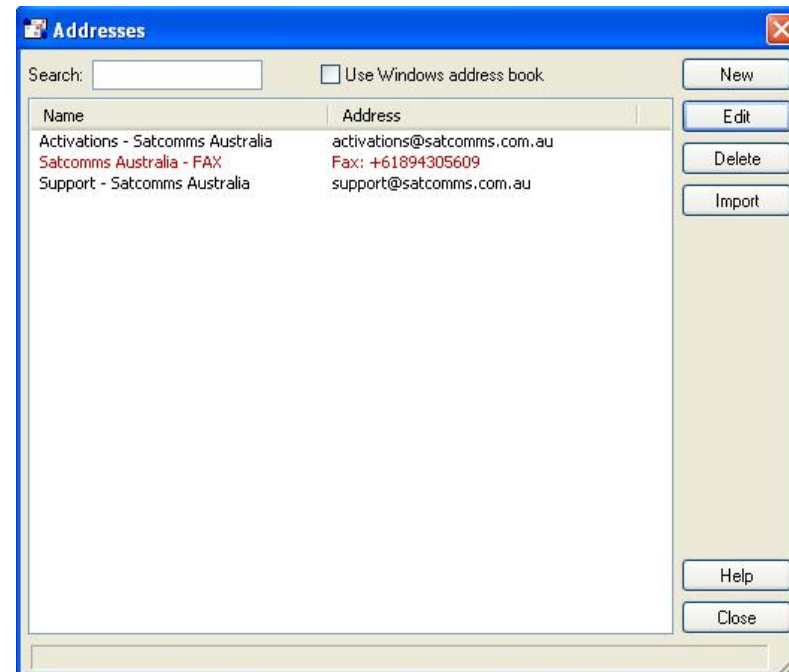 Addresses
Search:
Use Windows address book
New
Name Address
Edit
Activations - Satcomms Australia activations@satcomms.com.au
Satcomms Australia - FAX Fax: +61894305609
Delete
Support - Satcomms Australia support@satcomms.com.au
Import
Help
Close